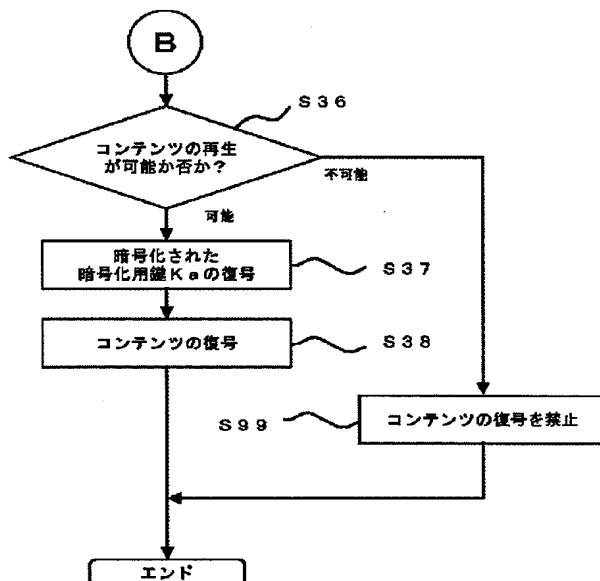 B
S36
コンテンツの再生
が可能か否か?
不可能
可能
暗号化された
暗号化用鍵Kaの復号
S37
コンテンツの復号
S38
コンテンツの復号を禁止
S99
エンド